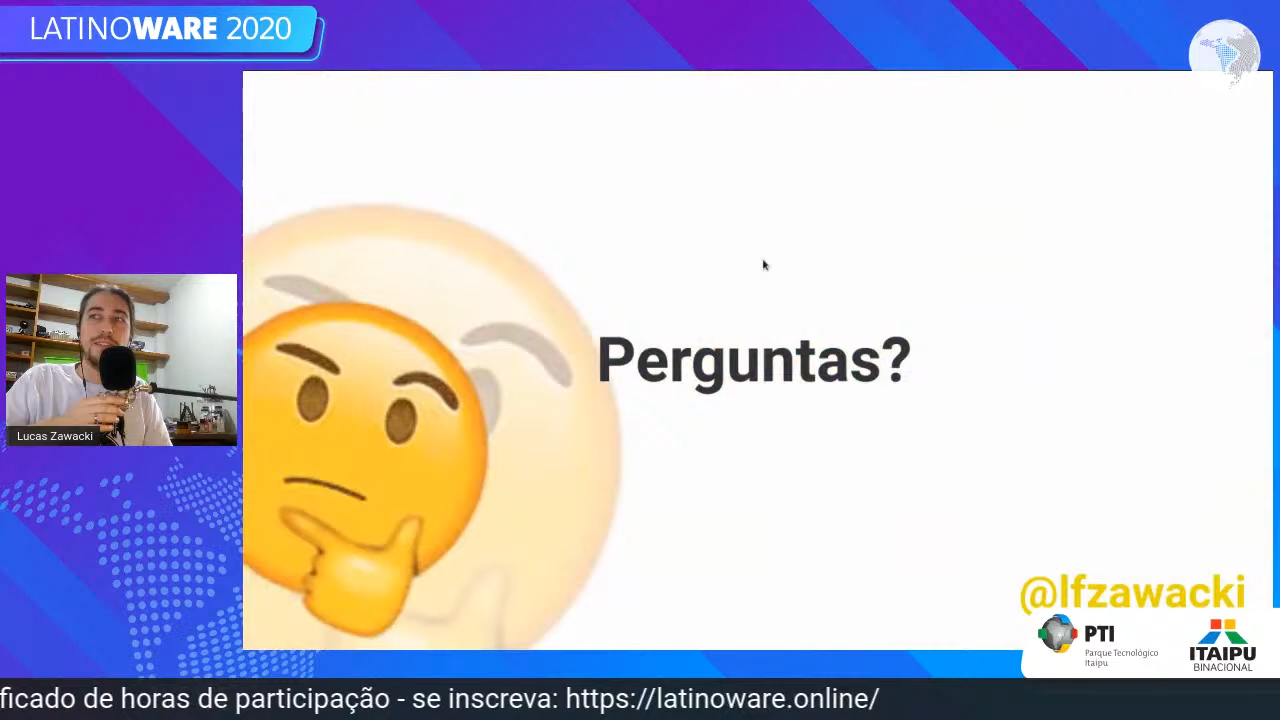 LATINOWARE 2020
Perguntas?
Lucas Zawacki
@lfzawacki
PTI
Parque Tecnológico
Itaipu
ITAIPU
BINACIONAL
ficado de horas de participação - se inscreva: https://latinoware.online/